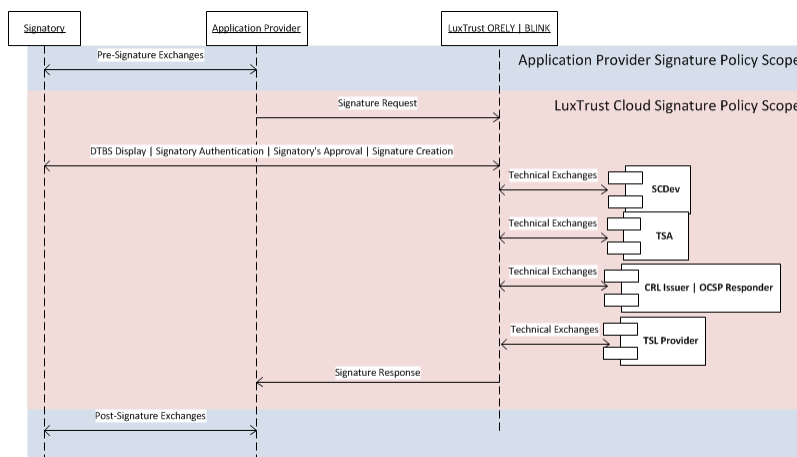 Signatory
Application Provider
LuxTrust ORELY | BLINK
Pre-Signature Exchanges
Application Provider Signature Policy Scope
Signature Request
LuxTrust Cloud Signature Policy Scope
DTBS Display | Signatory Authentication | Signatory's Approval | Signature Creation
Technical Exchanges
SCDev
Technical Exchanges
TSA
Technical Exchanges
CRL Issuer | OCSP Responder
Technical Exchanges
TSL Provider
Signature Response
Post-Signature Exchanges